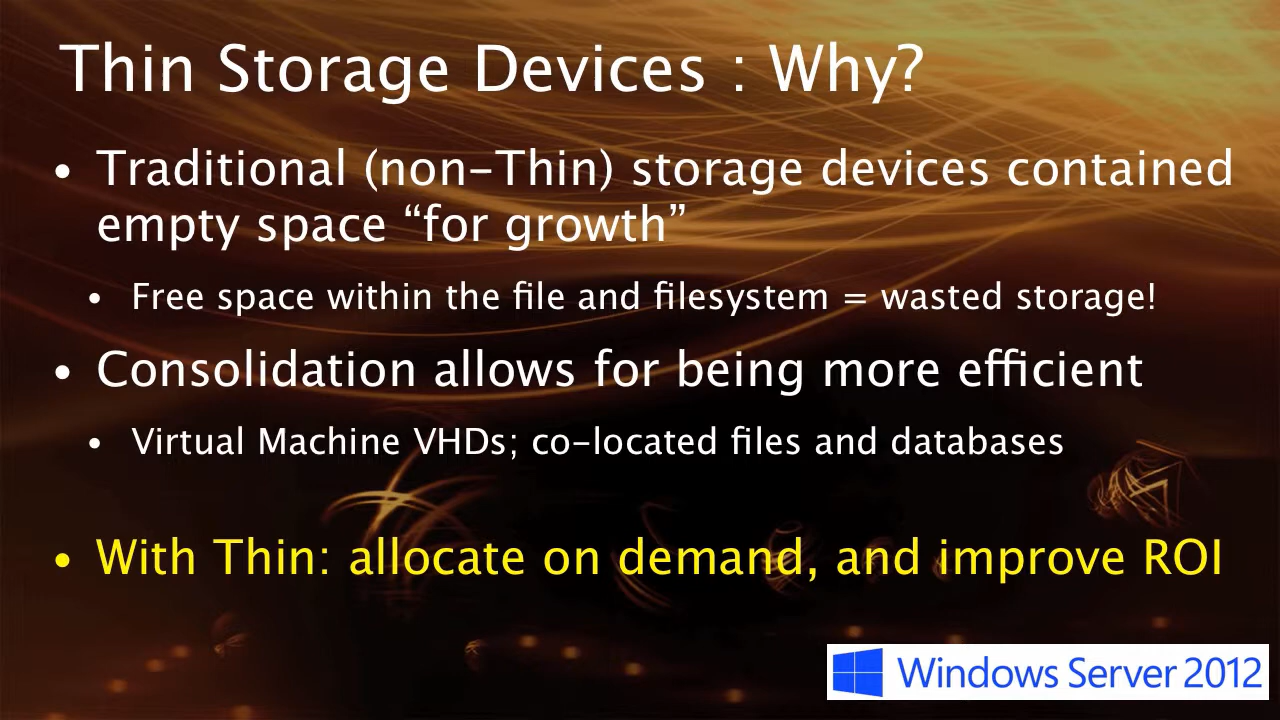 Thin Storage Devices : Why?
• Traditional (non-Thin) storage devices contained
empty space “for growth”
• Free space within the file and filesystem = wasted storage!
• Consolidation allows for being more efficient
• Virtual Machine VHDs; co-located files and databases
• With Thin: allocate on demand, and improve ROI
Windows Server 2012